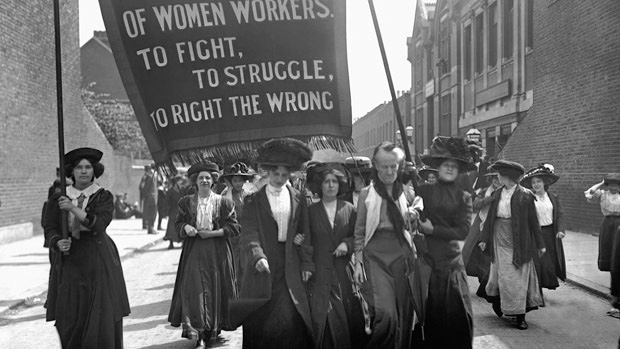 OF WOMEN WORKERS.
TO FIGHT,
TO STRUGGLE,
TO RIGHT THE WRONG